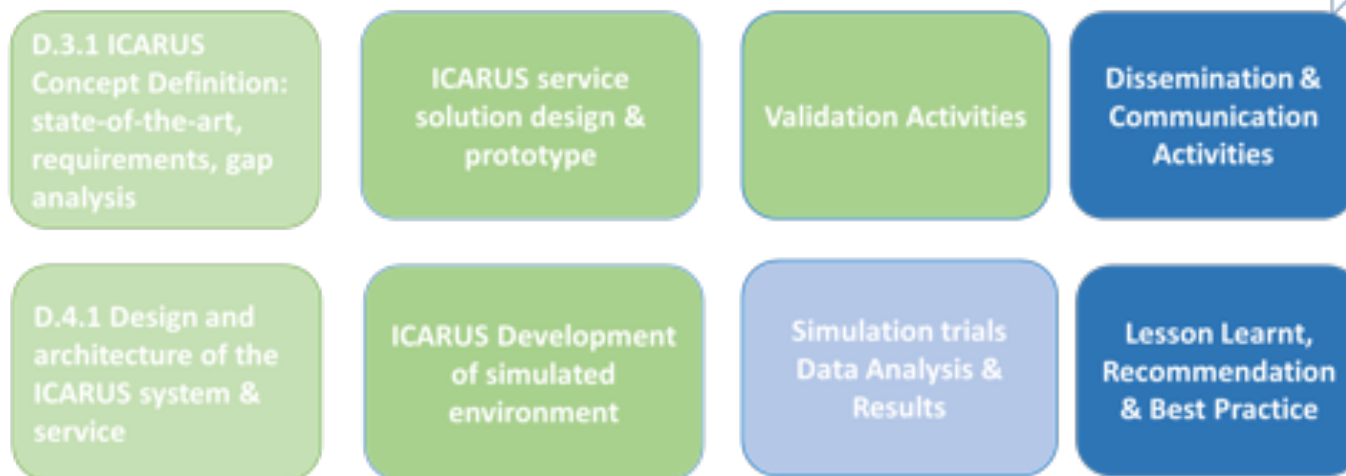 D.3.1 ICARUS
Concept Definition:
state-of-the-art,
requirements, gap
analysis
ICARUS service
solution design &
prototype
Validation Activities
Dissemination &
Communication
Activities
D.4.1 Design and
architecture of the
ICARUS system &
service
ICARUS Development
of simulated
environment
Simulation trials
Data Analysis &
Results
Lesson Learnt,
Recommendation
& Best Practice